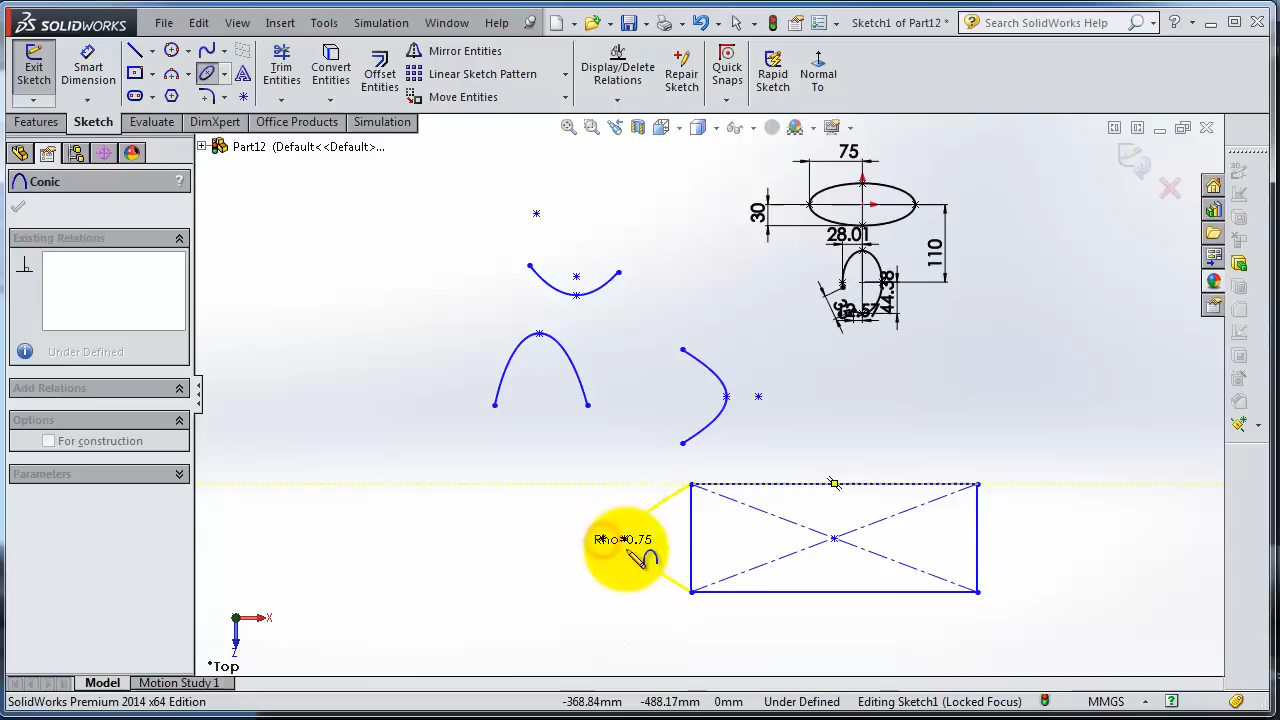 SOLIDWORKS File Edit View Insert Tools Simulation Window Help Sketch1 of Part12 * Search SolidWorks Help
Exit Sketch
Smart Dimension
Trim Entities
Convert Entities
Offset Entities
Mirror Entities
Linear Sketch Pattern
Move Entities
Display/Delete Relations
Repair Sketch
Quick Snaps
Rapid Sketch
Normal To
Features Sketch Evaluate DimXpert Office Products Simulation
Part12 (Default<<Default>...
Conic ?
Existing Relations
Under Defined
Add Relations
Options
For construction
Parameters
75
30
28.01
110
44.38
Rho=0.75
X
Z
*Top
Model Motion Study 1
SolidWorks Premium 2014 x64 Edition -368.84mm -488.17mm 0mm Under Defined Editing Sketch1 (Locked Focus) MMGS